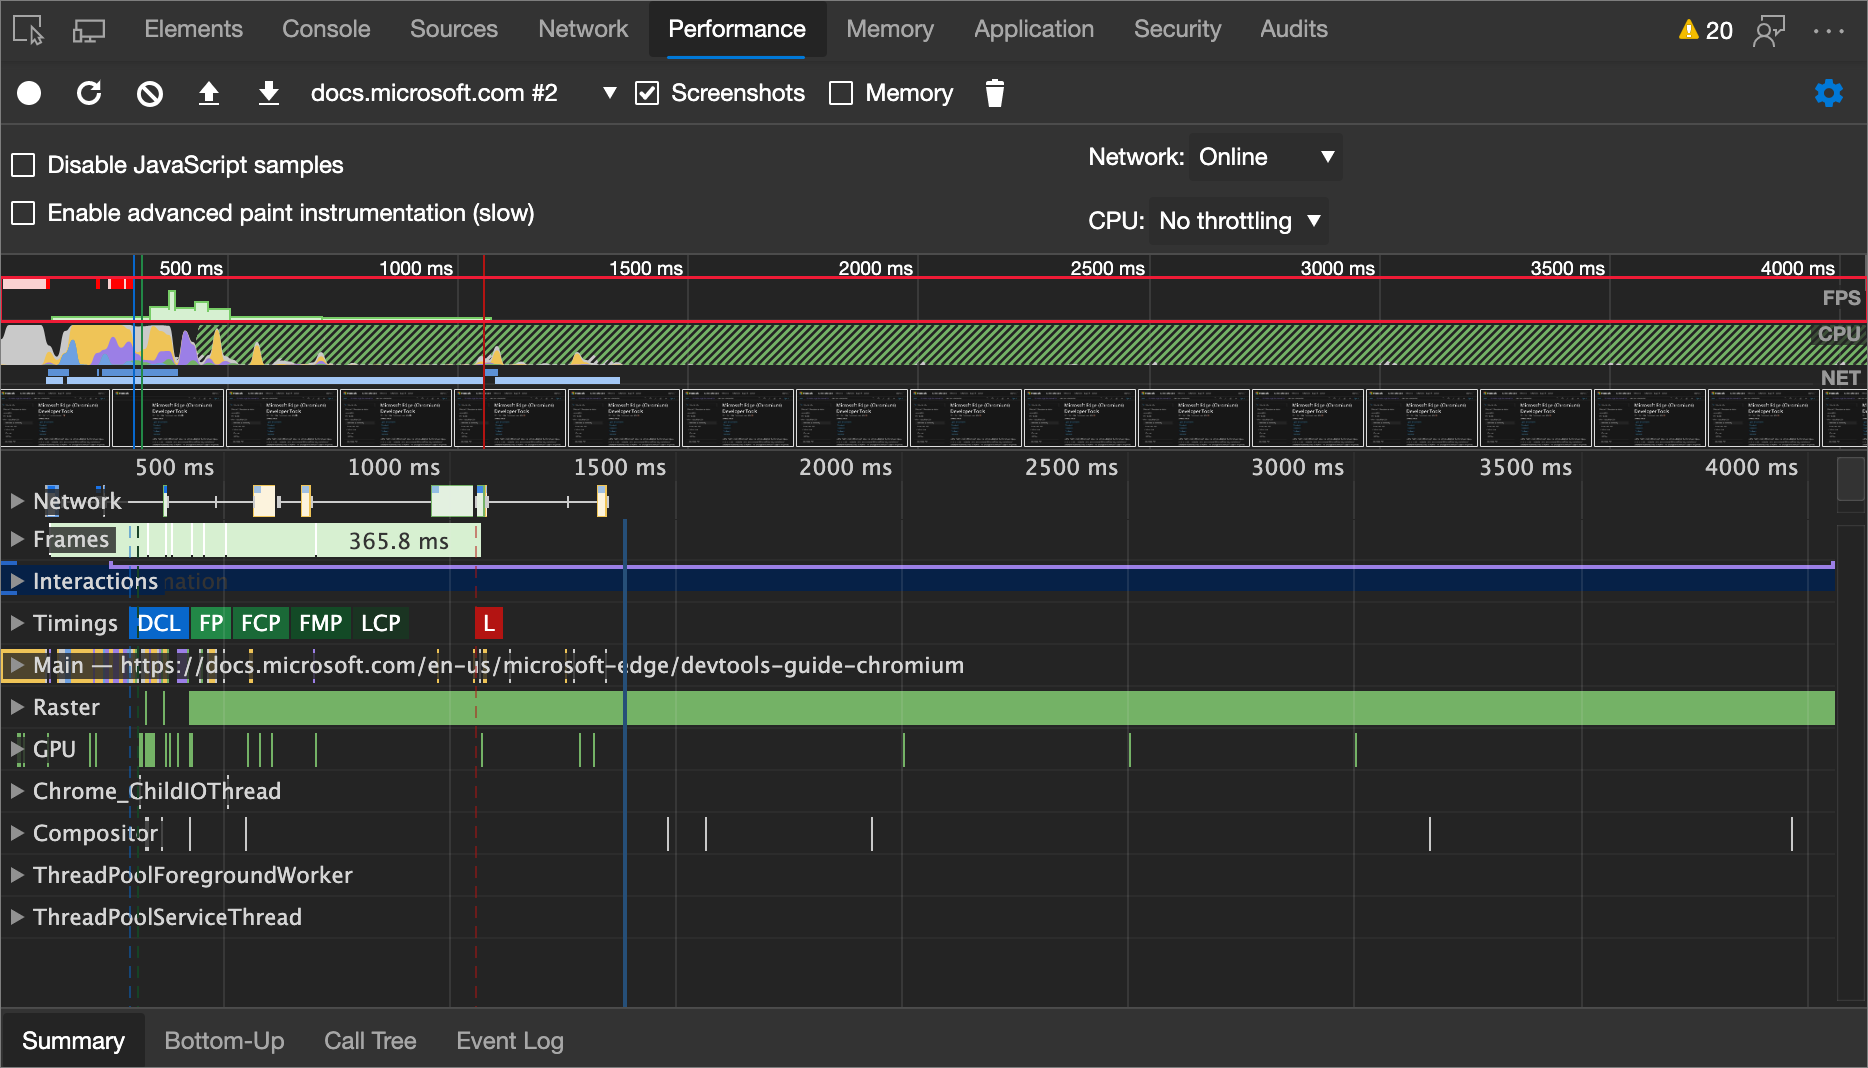 Elements Console Sources Network Performance Memory Application Security Audits 20
docs.microsoft.com #2 Screenshots Memory
Disable JavaScript samples
Network: Online
Enable advanced paint instrumentation (slow)
CPU: No throttling
500 ms 1000 ms 1500 ms 2000 ms 2500 ms 3000 ms 3500 ms 4000 ms
FPS
CPU
NET
500 ms 1000 ms 1500 ms 2000 ms 2500 ms 3000 ms 3500 ms 4000 ms
Network
Frames 365.8 ms
Interactions nation
Timings DCL FP FCP FMP LCP L
Main — https://docs.microsoft.com/en-us/microsoft-edge/devtools-guide-chromium
Raster
GPU
Chrome_ChildIOThread
Compositor
ThreadPoolForegroundWorker
ThreadPoolServiceThread
Summary Bottom-Up Call Tree Event Log